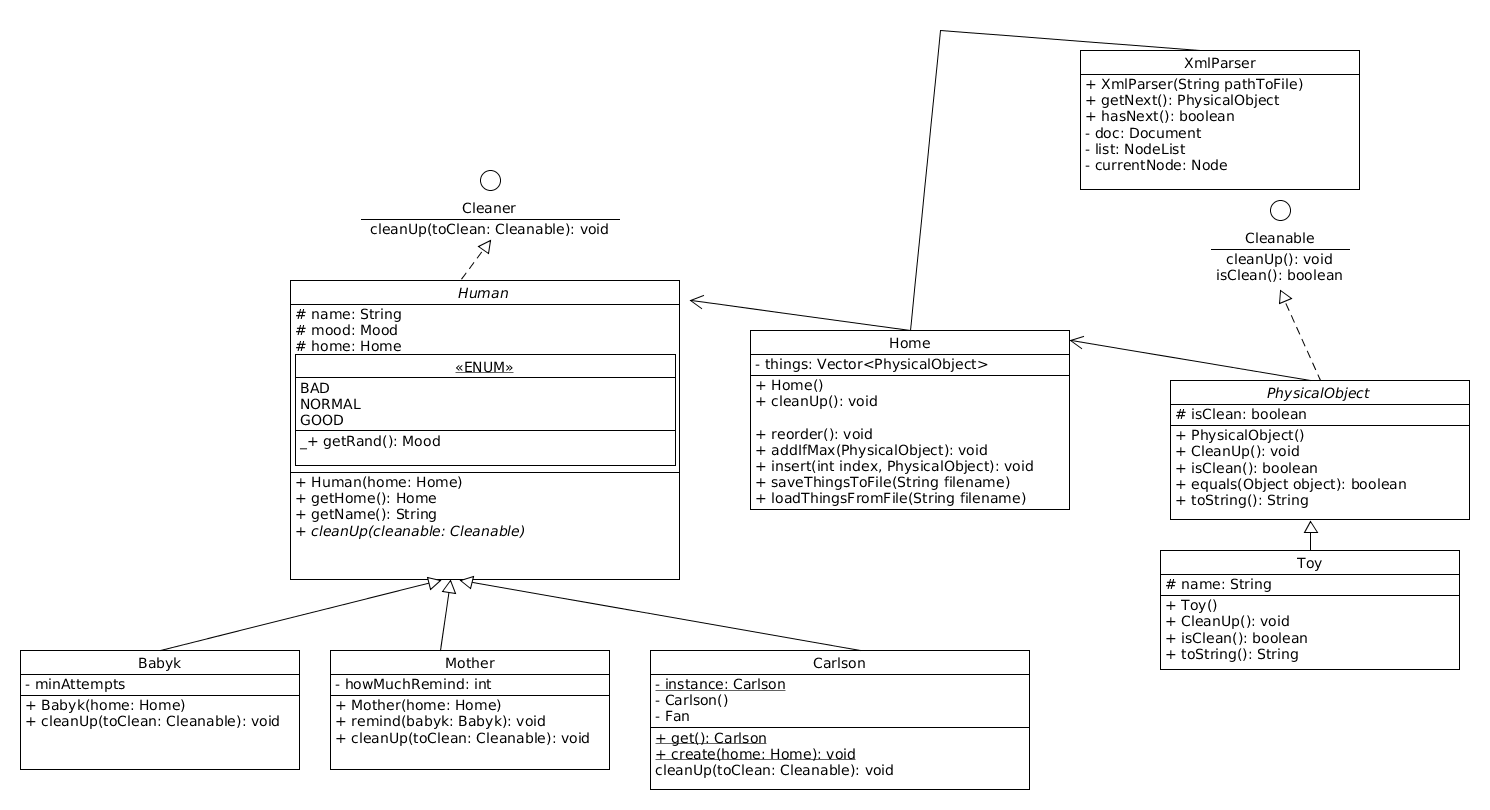 XmlParser
+ XmlParser(String pathToFile)
+ getNext(): PhysicalObject
+ hasNext(): boolean
- doc: Document
- list: NodeList
- currentNode: Node
Cleaner
cleanUp(toClean: Cleanable): void
Cleanable
cleanUp(): void
isClean(): boolean
Human
# name: String
# mood: Mood
# home: Home
«ENUM»
BAD
NORMAL
GOOD
_+ getRand(): Mood
+ Human(home: Home)
+ getHome(): Home
+ getName(): String
+ cleanUp(cleanable: Cleanable)
Home
- things: Vector<PhysicalObject>
+ Home()
+ cleanUp(): void
+ reorder(): void
+ addIfMax(PhysicalObject): void
+ insert(int index, PhysicalObject): void
+ saveThingsToFile(String filename)
+ loadThingsFromFile(String filename)
PhysicalObject
# isClean: boolean
+ PhysicalObject()
+ CleanUp(): void
+ isClean(): boolean
+ equals(Object object): boolean
+ toString(): String
Toy
# name: String
+ Toy()
+ CleanUp(): void
+ isClean(): boolean
+ toString(): String
Babyk
- minAttempts
+ Babyk(home: Home)
+ cleanUp(toClean: Cleanable): void
Mother
- howMuchRemind: int
+ Mother(home: Home)
+ remind(babyk: Babyk): void
+ cleanUp(toClean: Cleanable): void
Carlson
- instance: Carlson
- Carlson()
- Fan
+ get(): Carlson
+ create(home: Home): void
cleanUp(toClean: Cleanable): void